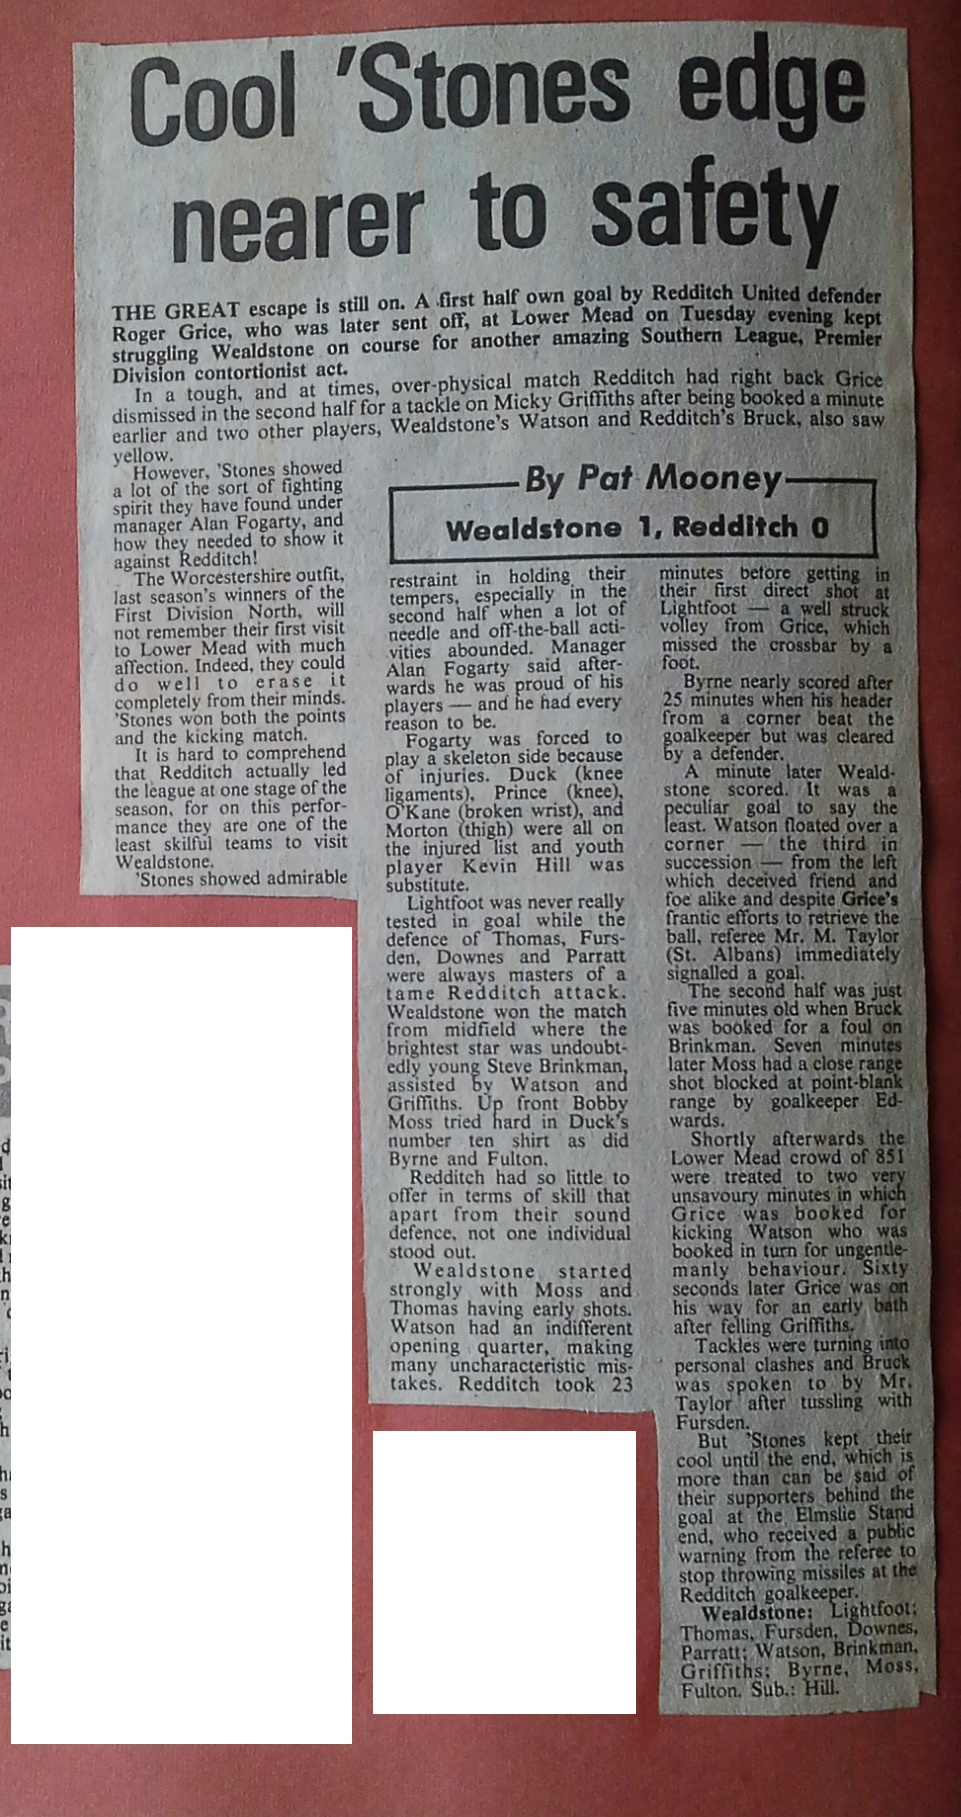 Cool 'Stones edge
nearer to safety
THE GREAT escape is still on. A first half own goal by Redditch United defender
Roger Grice, who was later sent off, at Lower Mead on Tuesday evening kept
struggling Wealdstone on course for another amazing Southern League, Premier
Division contortionist act.
In a tough, and at times, over-physical match Redditch had right back Grice
dismissed in the second half for a tackle on Micky Griffiths after being booked a minute
earlier and two other players, Wealdstone's Watson and Redditch's Bruck, also saw
yellow.
However, 'Stones showed
a lot of the sort of fighting
spirit they have found under
manager Alan Fogarty, and
how they needed to show it
against Redditch!
The Worcestershire outfit,
last season's winners of the
First Division North, will
not remember their first visit
to Lower Mead with much
affection. Indeed, they could
do well to erase it
completely from their minds.
'Stones won both the points
and the kicking match.
It is hard to comprehend
that Redditch actually led
the league at one stage of the
season, for on this perfor-
mance they are one of the
least skilful teams to visit
Wealdstone.
'Stones showed admirable
By Pat Mooney
Wealdstone 1, Redditch 0
restraint in holding their
tempers, especially in the
second half when a lot of
needle and off-the-ball acti-
vities abounded. Manager
Alan Fogarty said after-
wards he was proud of his
players — and he had every
reason to be.
Fogarty was forced to
play a skeleton side because
of injuries. Duck (knee
ligaments), Prince (knee),
O'Kane (broken wrist), and
Morton (thigh) were all on
the injured list and youth
player Kevin Hill was
substitute.
Lightfoot was never really
tested in goal while the
defence of Thomas, Furs-
den, Downes and Parratt
were always masters of a
tame Redditch attack.
Wealdstone won the match
from midfield where the
brightest star was undoubt-
edly young Steve Brinkman,
assisted by Watson and
Griffiths. Up front Bobby
Moss tried hard in Duck's
number ten shirt as did
Byrne and Fulton.
Redditch had so little to
offer in terms of skill that
apart from their sound
defence, not one individual
stood out.
Wealdstone started
strongly with Moss and
Thomas having early shots.
Watson had an indifferent
opening quarter, making
many uncharacteristic mis-
takes. Redditch took 23
minutes before getting in
their first direct shot at
Lightfoot — a well struck
volley from Grice, which
missed the crossbar by a
foot.
Byrne nearly scored after
25 minutes when his header
from a corner beat the
goalkeeper but was cleared
by a defender.
A minute later Weald-
stone scored. It was a
peculiar goal to say the
least. Watson floated over a
corner — the third in
succession — from the left
which deceived friend and
foe alike and despite Grice's
frantic efforts to retrieve the
ball, referee Mr. M. Taylor
(St. Albans) immediately
signalled a goal.
The second half was just
five minutes old when Bruck
was booked for a foul on
Brinkman. Seven minutes
later Moss had a close range
shot blocked at point-blank
range by goalkeeper Ed-
wards.
Shortly afterwards the
Lower Mead crowd of 851
were treated to two very
unsavoury minutes in which
Grice was booked for
kicking Watson who was
booked in turn for ungentle-
manly behaviour. Sixty
seconds later Grice was on
his way for an early bath
after felling Griffiths.
Tackles were turning into
personal clashes and Bruck
was spoken to by Mr.
Taylor after tussling with
Fursden.
But 'Stones kept their
cool until the end, which is
more than can be said of
their supporters behind the
goal at the Elmslie Stand
end, who received a public
warning from the referee to
stop throwing missiles at the
Redditch goalkeeper.
Wealdstone: Lightfoot;
Thomas, Fursden, Downes,
Parratt; Watson, Brinkman,
Griffiths; Byrne, Moss,
Fulton. Sub.: Hill.